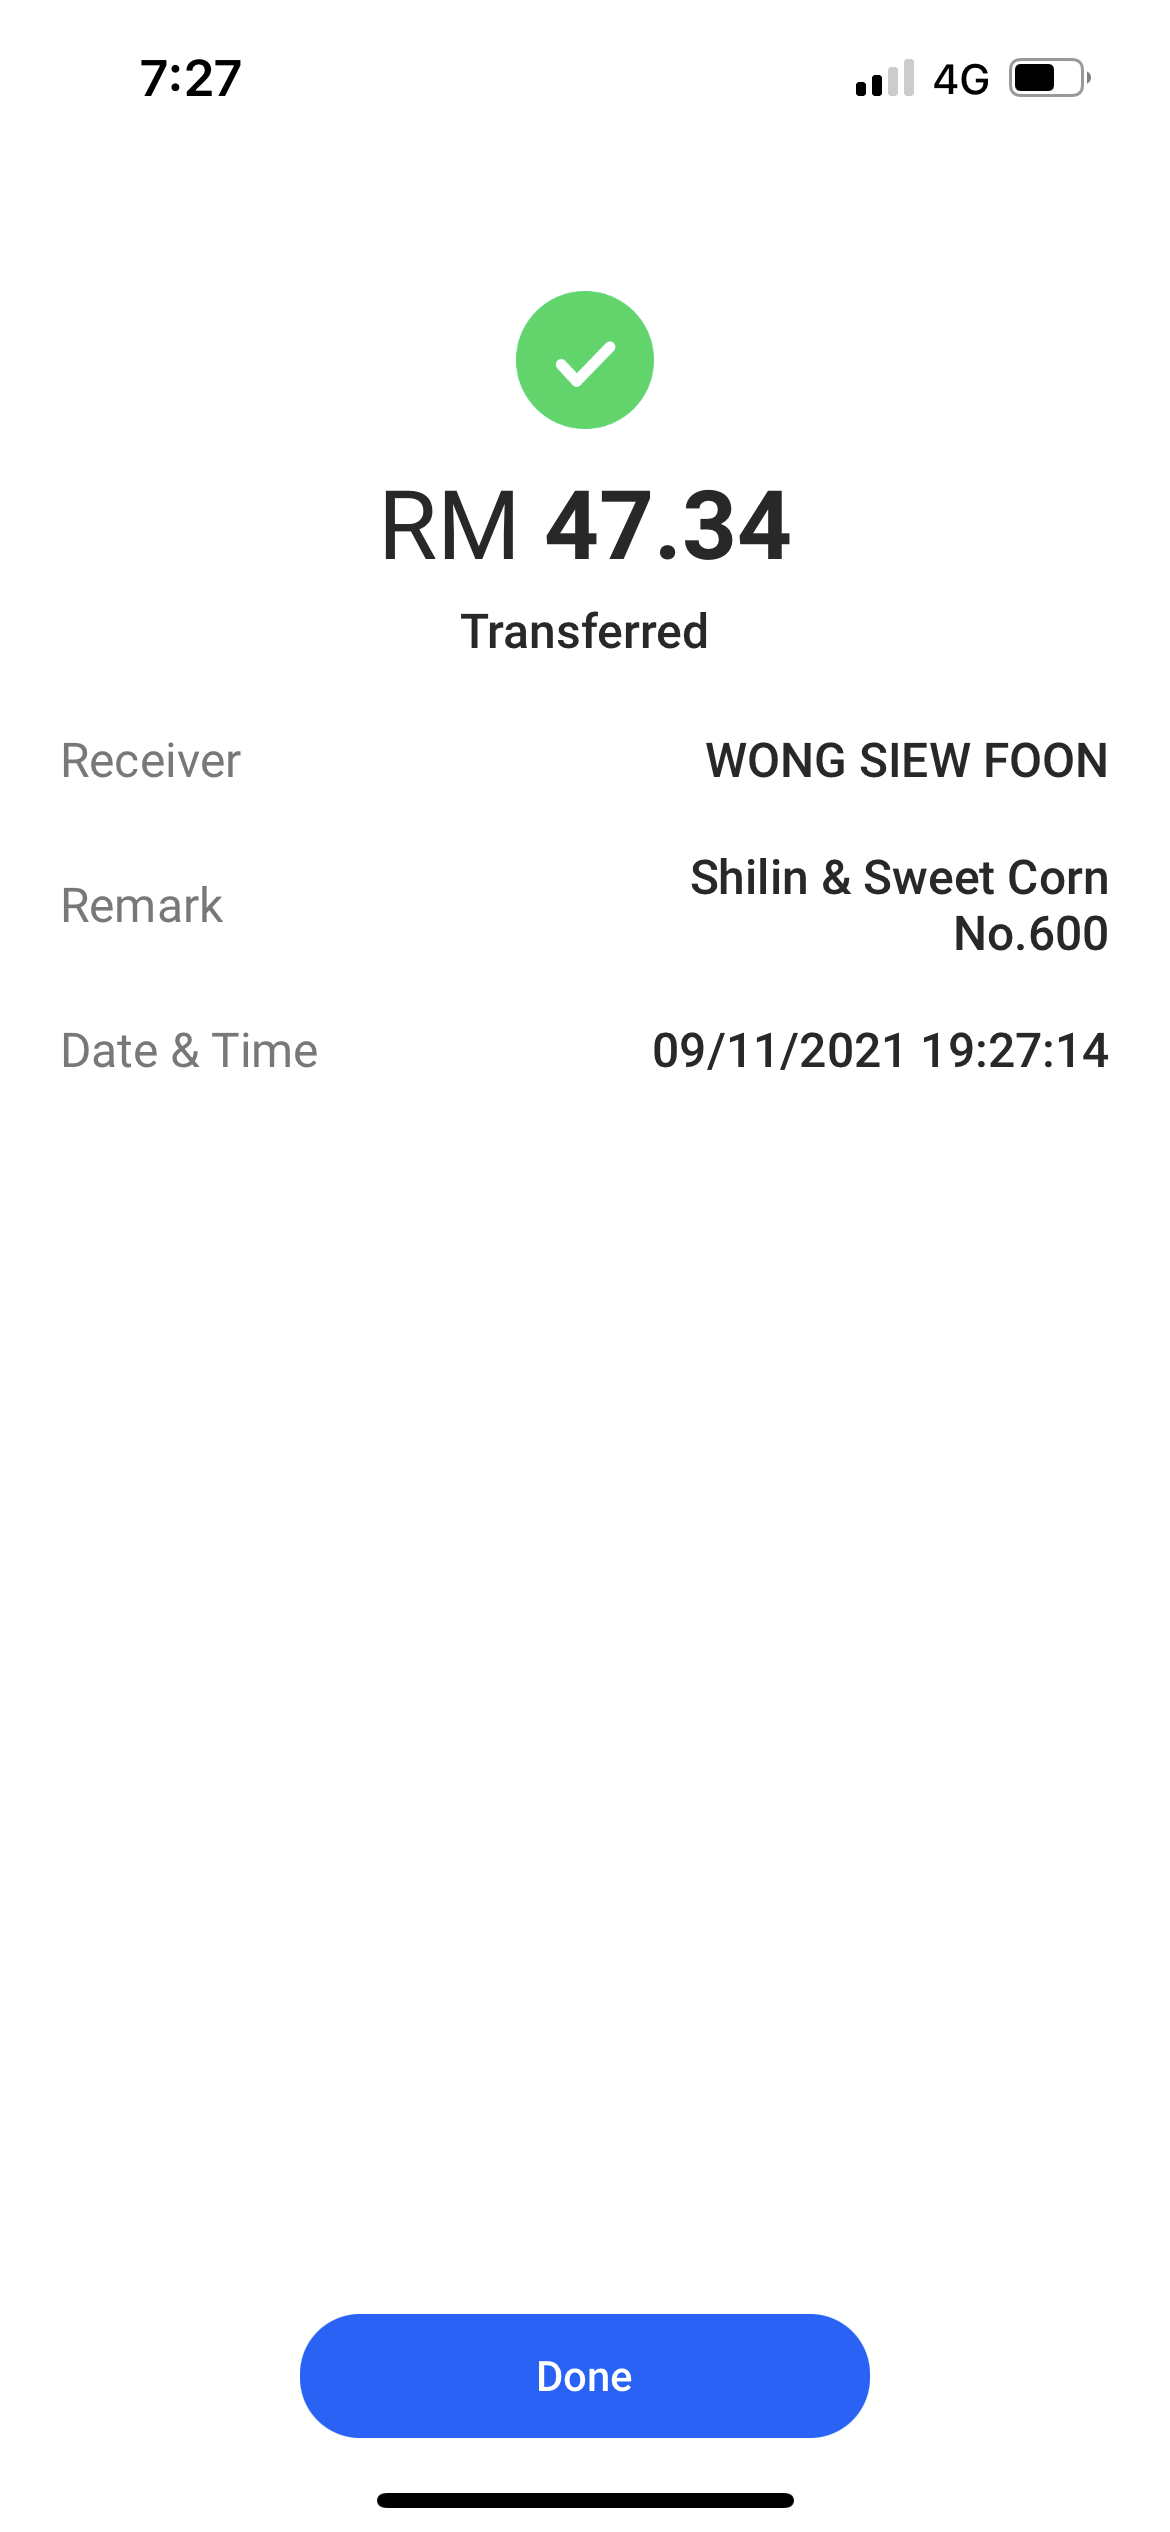 7:27 4G
RM 47.34
Transferred
Receiver WONG SIEW FOON
Remark Shilin & Sweet Corn
No.600
Date & Time 09/11/2021 19:27:14
Done